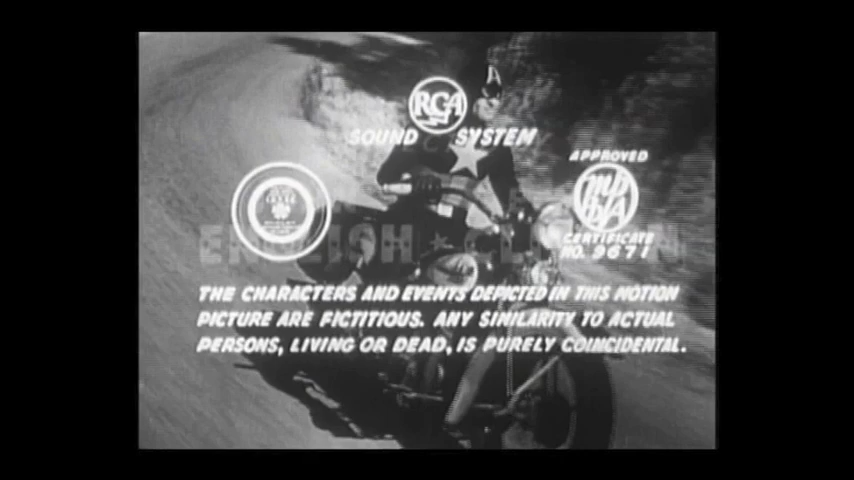 RCA
SOUND SYSTEM
APPROVED
MPDA
CERTIFICATE
NO. 9671
THE CHARACTERS AND EVENTS DEPICTED IN THIS MOTION
PICTURE ARE FICTITIOUS. ANY SIMILARITY TO ACTUAL
PERSONS, LIVING OR DEAD, IS PURELY COINCIDENTAL.